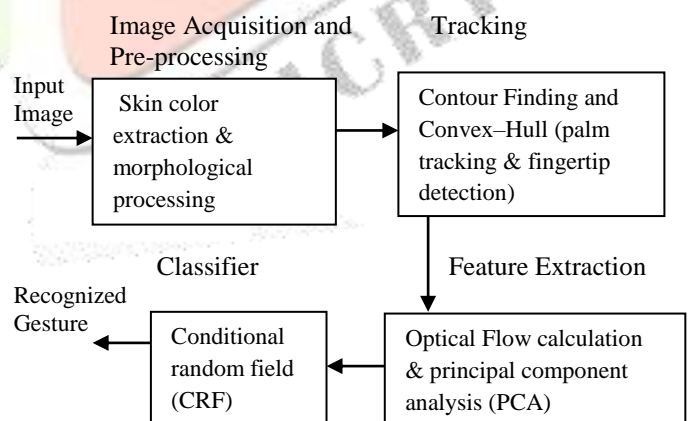 Image Acquisition and
Pre-processing
Tracking
Input
Image
Skin color
extraction &
morphological
processing
Contour Finding and
Convex–Hull (palm
tracking & fingertip
detection)
Classifier
Feature Extraction
Recognized
Gesture
Conditional
random field
(CRF)
Optical Flow calculation
& principal component
analysis (PCA)